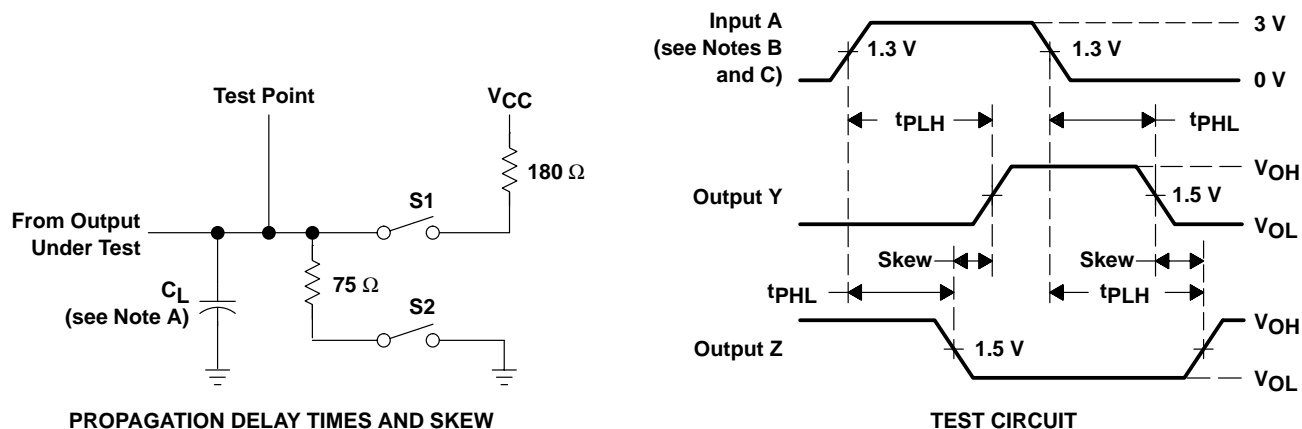 Test Point
VCC
180 Ω
S1
From Output
Under Test
CL
(see Note A)
75 Ω
S2
PROPAGATION DELAY TIMES AND SKEW
Input A
(see Notes B
and C)
3 V
1.3 V
1.3 V
0 V
tPLH
tPHL
Output Y
VOH
1.5 V
VOL
Skew
Skew
tPHL
tPLH
Output Z
VOH
1.5 V
VOL
TEST CIRCUIT